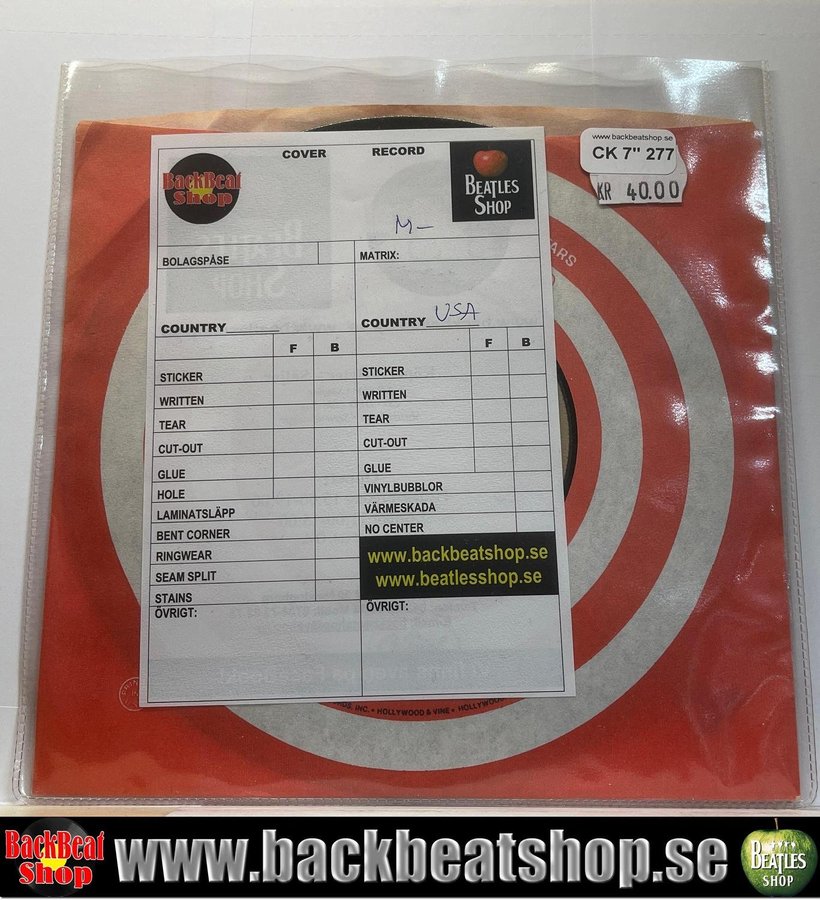 www.backbeatshop.se
CK 7" 277
KR 40.00
BackBeat
Shop
COVER
RECORD
BEATLES
SHOP
M-
BOLAGSPÅSE
MATRIX:
COUNTRY
COUNTRY USA
F B
F B
STICKER
STICKER
WRITTEN
WRITTEN
TEAR
TEAR
CUT-OUT
CUT-OUT
GLUE
GLUE
HOLE
VINYLBUBBLOR
LAMINATSLÄPP
VÄRMESKADA
BENT CORNER
NO CENTER
RINGWEAR
www.backbeatshop.se
SEAM SPLIT
www.beatlesshop.se
STAINS
ÖVRIGT:
ÖVRIGT:
INC. • HOLLYWOOD & VINE •
BackBeat
Shop
www.backbeatshop.se
BEATLES
SHOP